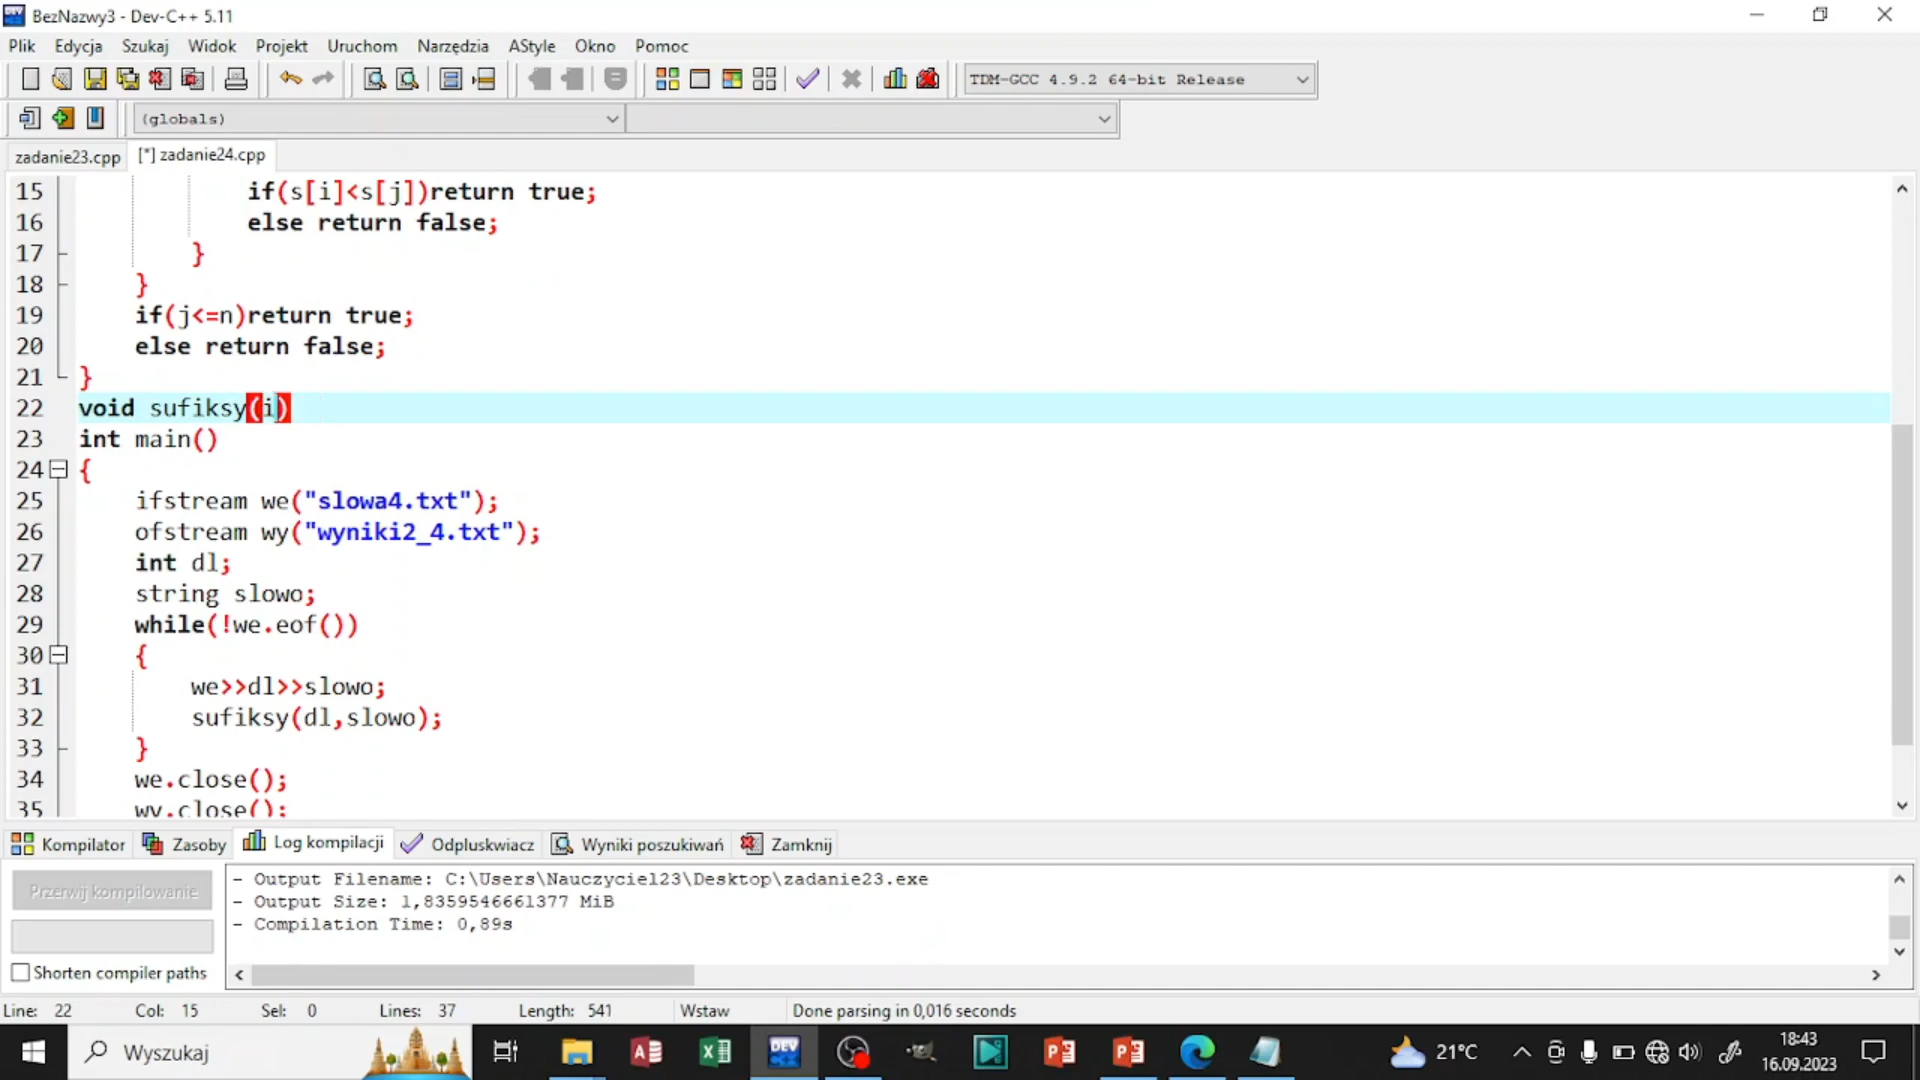 BezNazwy3 - Dev-C++ 5.11
Plik Edycja Szukaj Widok Projekt Uruchom Narzędzia AStyle Okno Pomoc
TDM-GCC 4.9.2 64-bit Release
(globals)
zadanie23.cpp [*] zadanie24.cpp
15 if(s[i]<s[j])return true;
16 else return false;
17 }
18 }
19 if(j<=n)return true;
20 else return false;
21 }
22 void sufiksy(i)
23 int main()
24 {
25 ifstream we("slowa4.txt");
26 ofstream wy("wyniki2_4.txt");
27 int dl;
28 string slowo;
29 while(!we.eof())
30 {
31 we>>dl>>slowo;
32 sufiksy(dl,slowo);
33 }
34 we.close();
35 wy.close();
Kompilator Zasoby Log kompilacji Odpluskwiacz Wyniki poszukiwań Zamknij
Przerwij kompilowanie
- Output Filename: C:\Users\Nauczyciel23\Desktop\zadanie23.exe
- Output Size: 1,8359546661377 MiB
- Compilation Time: 0,89s
Shorten compiler paths
Line: 22 Col: 15 Sel: 0 Lines: 37 Length: 541 Wstaw Done parsing in 0,016 seconds
Wyszukaj
DEV
21°C
18:43
16.09.2023